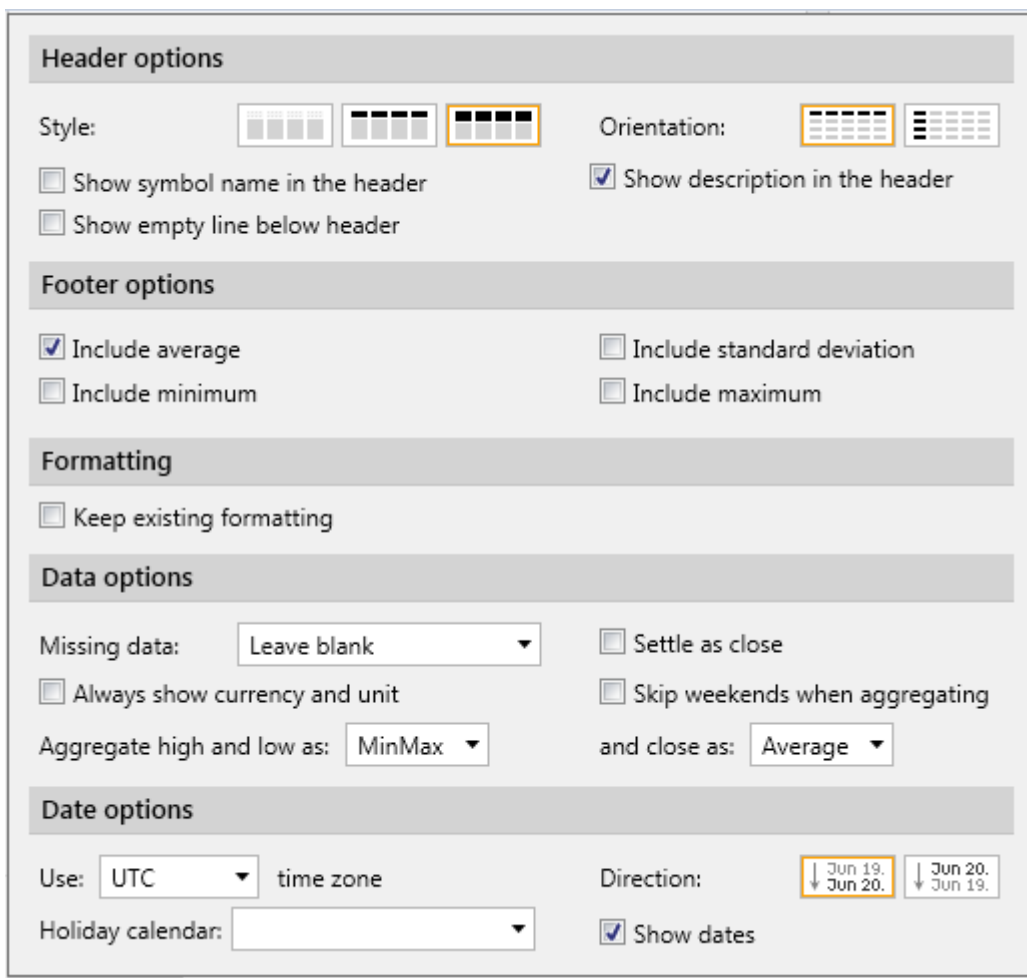 Header options
Style: Orientation:
Show symbol name in the header Show description in the header
Show empty line below header
Footer options
Include average Include standard deviation
Include minimum Include maximum
Formatting
Keep existing formatting
Data options
Missing data: Leave blank Settle as close
Always show currency and unit Skip weekends when aggregating
Aggregate high and low as: MinMax and close as: Average
Date options
Use: UTC time zone Direction: Jun 19. Jun 20. Jun 20. Jun 19.
Holiday calendar: Show dates